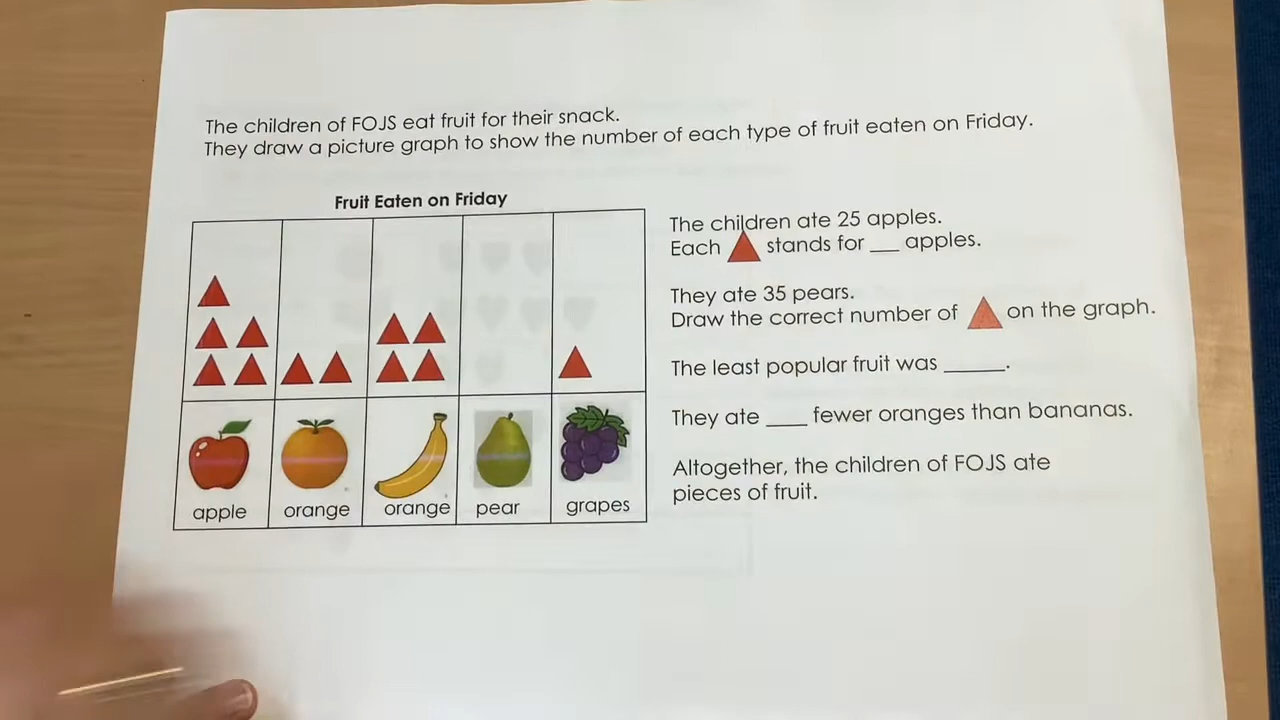 The children of FOJS eat fruit for their snack.
They draw a picture graph to show the number of each type of fruit eaten on Friday.
Fruit Eaten on Friday
apple
orange
orange
pear
grapes
The children ate 25 apples.
Each stands for ___ apples.
They ate 35 pears.
Draw the correct number of on the graph.
The least popular fruit was ______.
They ate ____ fewer oranges than bananas.
Altogether, the children of FOJS ate
pieces of fruit.